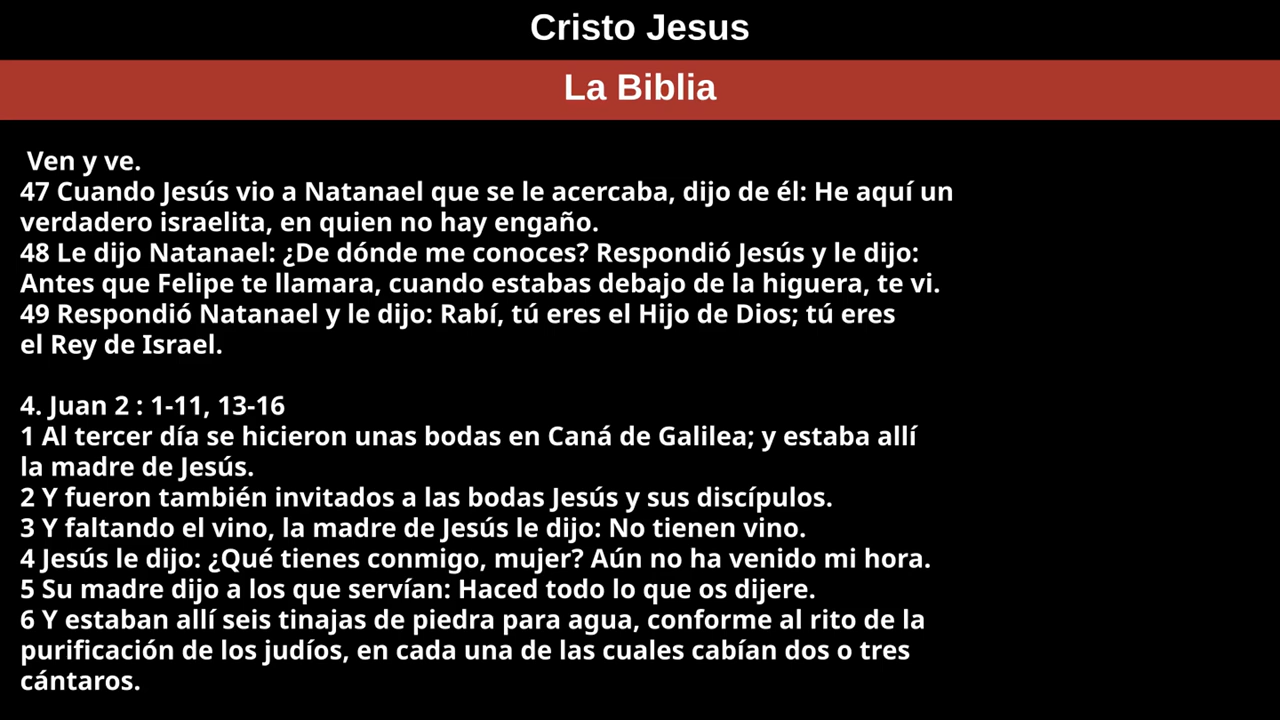 Cristo Jesus
La Biblia
Ven y ve.
47 Cuando Jesús vio a Natanael que se le acercaba, dijo de él: He aquí un
verdadero israelita, en quien no hay engaño.
48 Le dijo Natanael: ¿De dónde me conoces? Respondió Jesús y le dijo:
Antes que Felipe te llamara, cuando estabas debajo de la higuera, te vi.
49 Respondió Natanael y le dijo: Rabí, tú eres el Hijo de Dios; tú eres
el Rey de Israel.
4. Juan 2 : 1-11, 13-16
1 Al tercer día se hicieron unas bodas en Caná de Galilea; y estaba allí
la madre de Jesús.
2 Y fueron también invitados a las bodas Jesús y sus discípulos.
3 Y faltando el vino, la madre de Jesús le dijo: No tienen vino.
4 Jesús le dijo: ¿Qué tienes conmigo, mujer? Aún no ha venido mi hora.
5 Su madre dijo a los que servían: Haced todo lo que os dijere.
6 Y estaban allí seis tinajas de piedra para agua, conforme al rito de la
purificación de los judíos, en cada una de las cuales cabían dos o tres
cántaros.